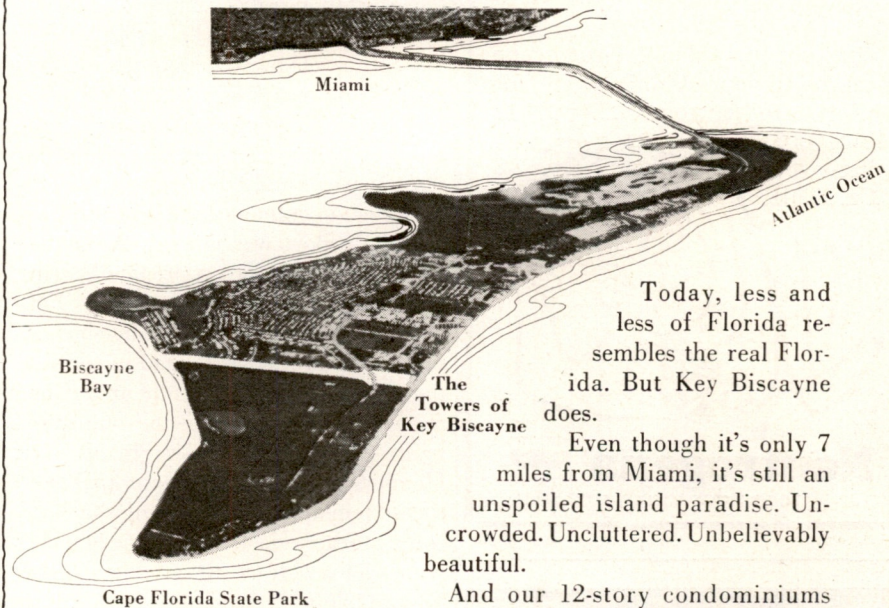 Miami
Atlantic Ocean
Biscayne
Bay
The
Towers of
Key Biscayne
Cape Florida State Park
Today, less and
less of Florida re-
sembles the real Flor-
ida. But Key Biscayne
does.
Even though it's only 7
miles from Miami, it's still an
unspoiled island paradise. Un-
crowded. Uncluttered. Unbelievably
beautiful.
And our 12-story condominiums